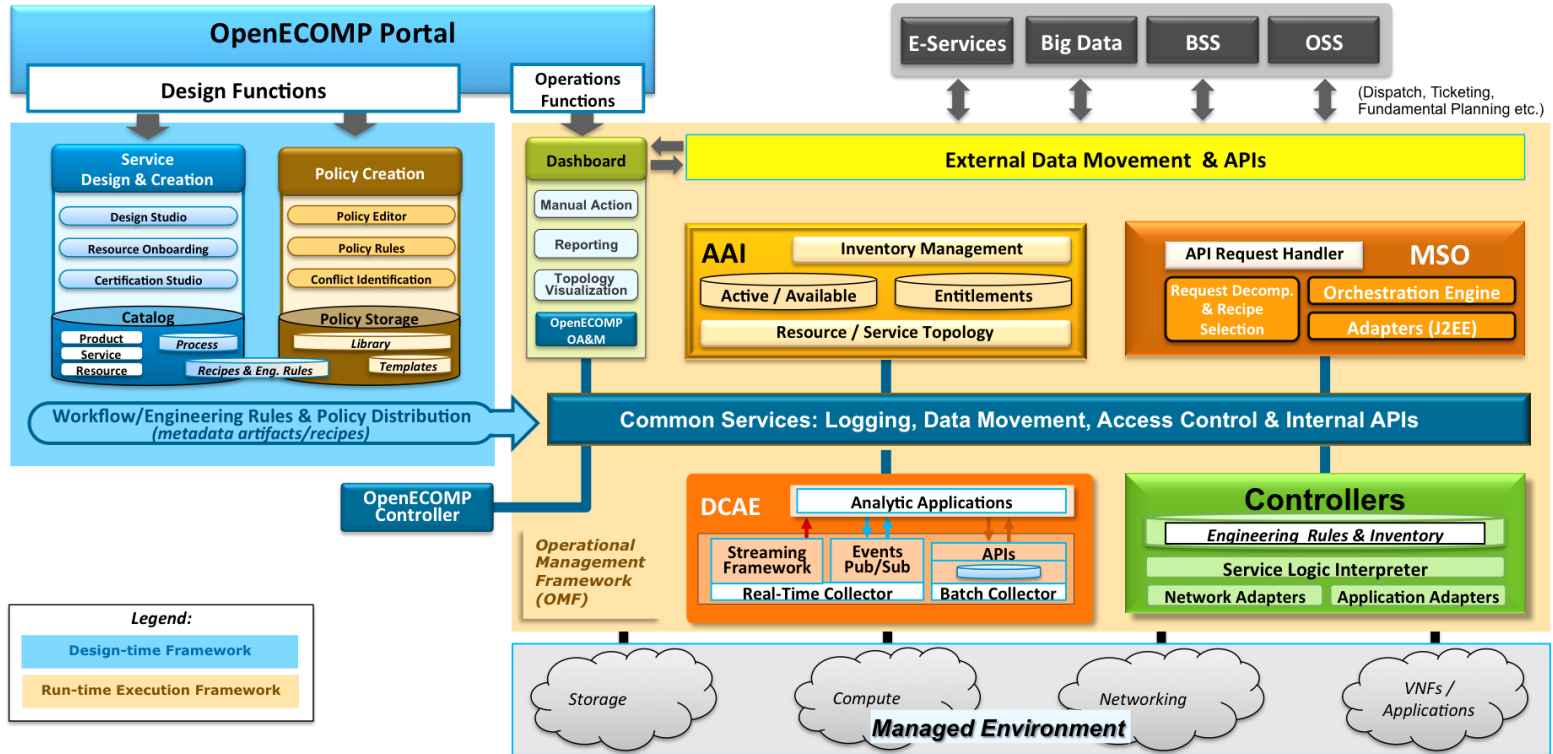 OpenECOMP Portal
Design Functions
Operations
Functions
E-Services
Big Data
BSS
OSS
(Dispatch, Ticketing,
Fundamental Planning etc.)
Service
Design & Creation
Design Studio
Resource Onboarding
Certification Studio
Catalog
Product
Service
Resource
Process
Recipes & Eng. Rules
Policy Creation
Policy Editor
Policy Rules
Conflict Identification
Policy Storage
Library
Templates
Workflow/Engineering Rules & Policy Distribution
(metadata artifacts/recipes)
Dashboard
Manual Action
Reporting
Topology
Visualization
OpenECOMP
OA&M
External Data Movement & APIs
AAI
Inventory Management
Active / Available
Entitlements
Resource / Service Topology
API Request Handler
MSO
Request Decomp.
& Recipe
Selection
Orchestration Engine
Adapters (J2EE)
Common Services: Logging, Data Movement, Access Control & Internal APIs
OpenECOMP
Controller
Operational
Management
Framework
(OMF)
DCAE
Analytic Applications
Streaming
Framework
Events
Pub/Sub
APIs
Real-Time Collector
Batch Collector
Controllers
Engineering Rules & Inventory
Service Logic Interpreter
Network Adapters
Application Adapters
Legend:
Design-time Framework
Run-time Execution Framework
Storage
Compute
Networking
VNFs /
Applications
Managed Environment